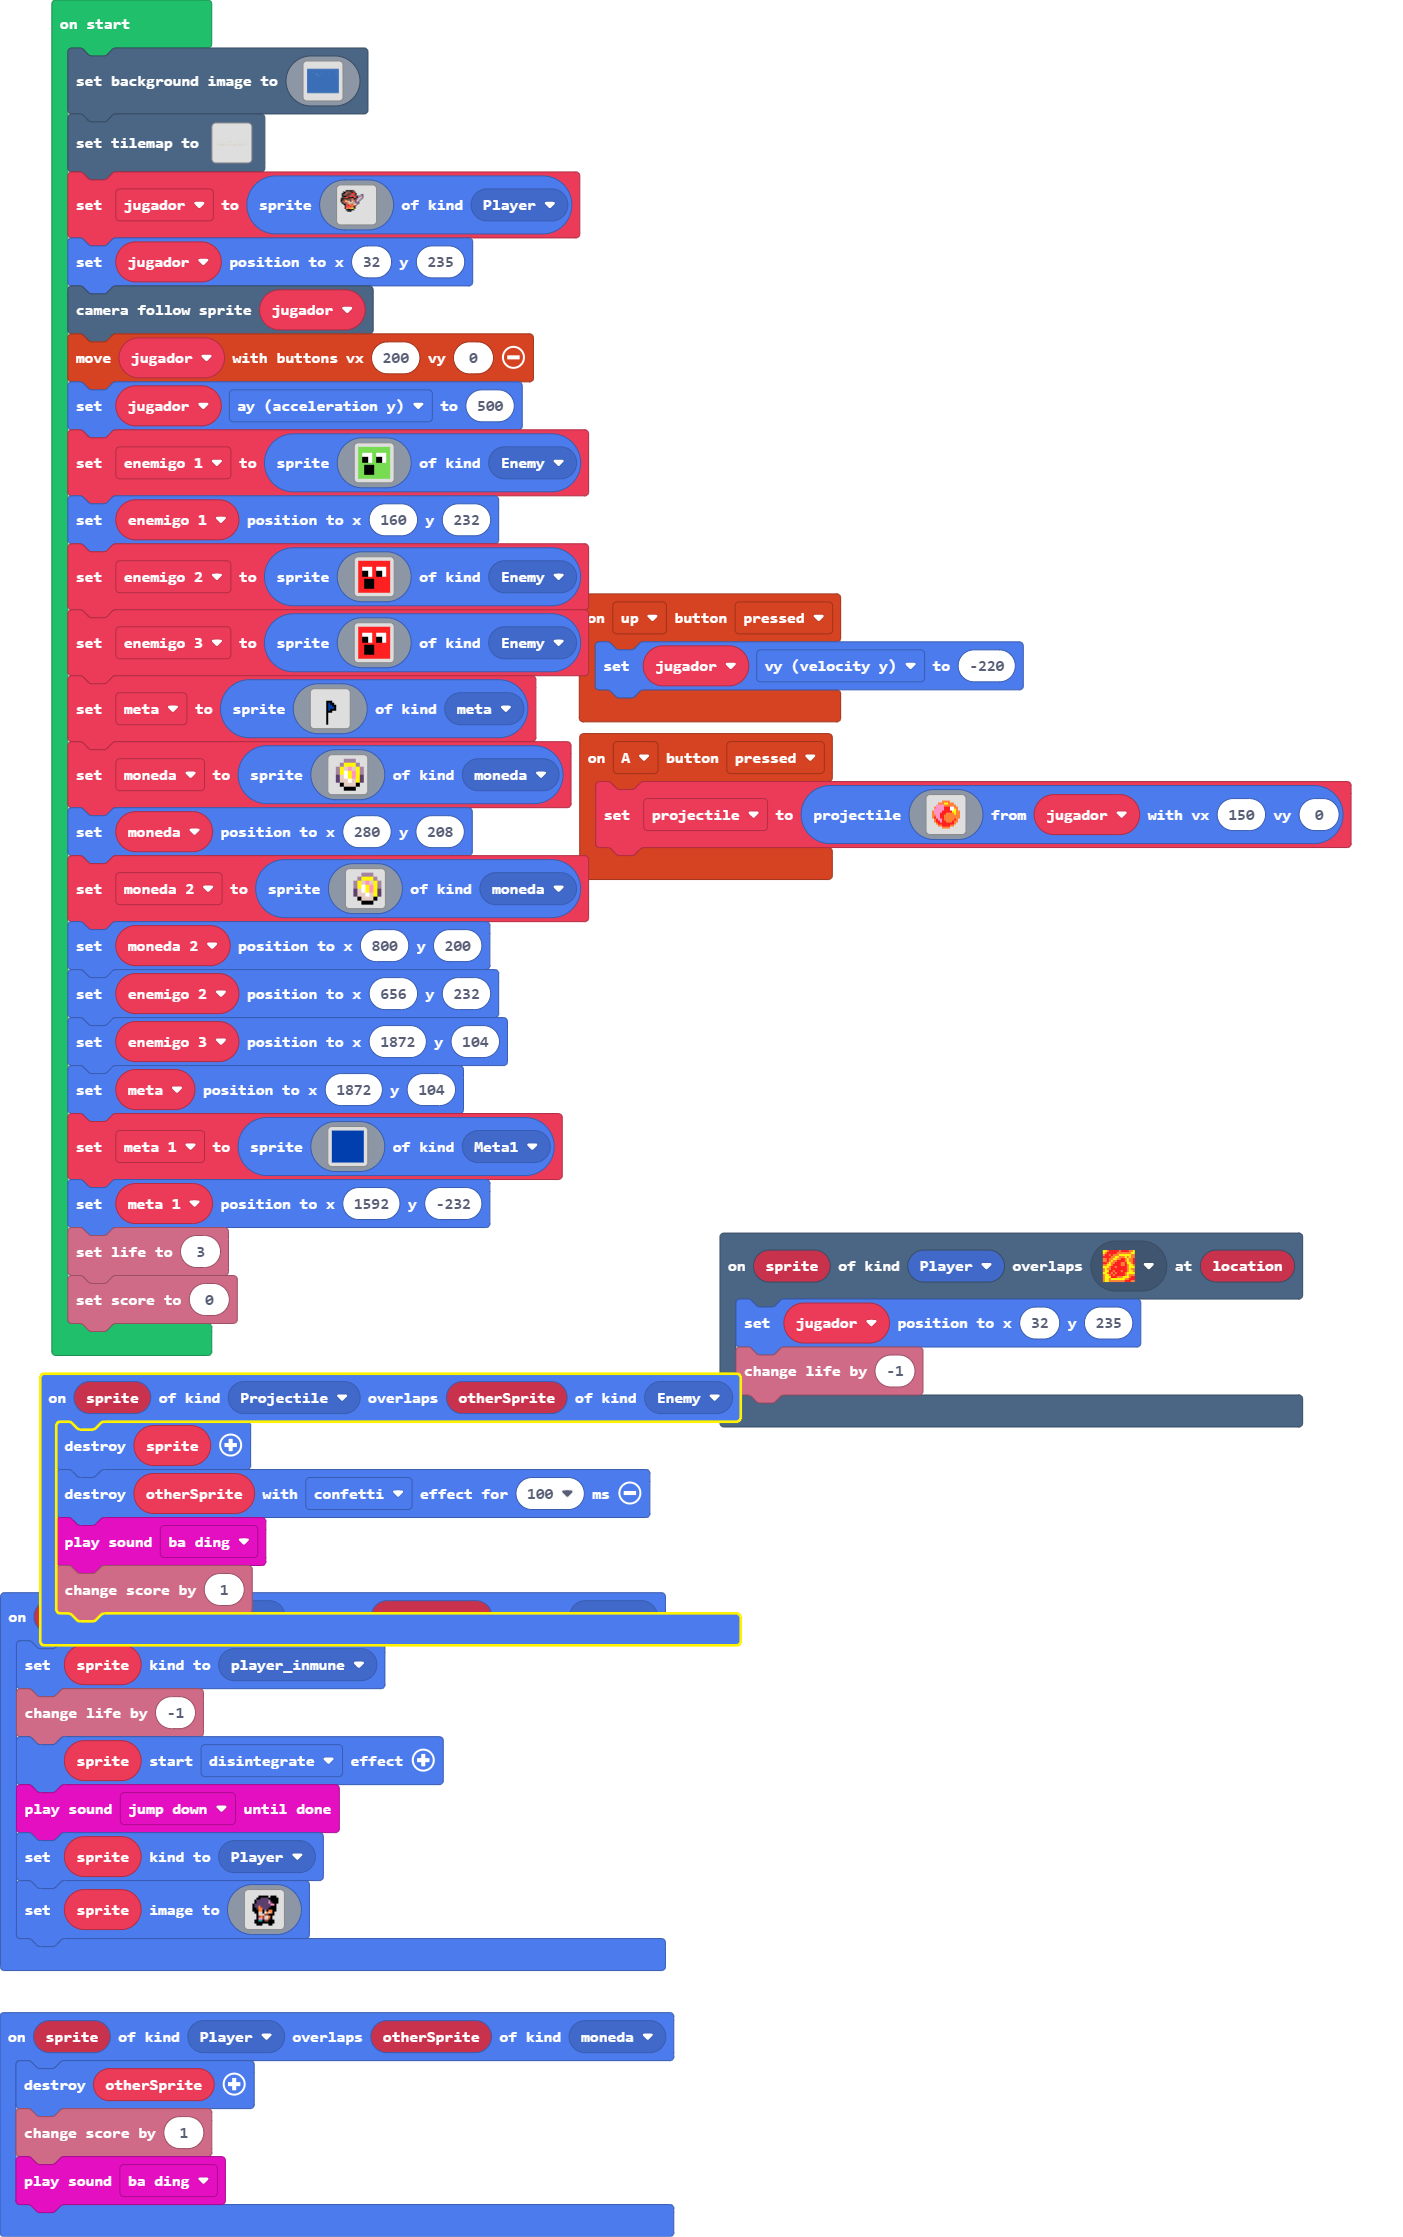 on start
set background image to
set tilemap to
set jugador to sprite of kind Player
set jugador position to x 32 y 235
camera follow sprite jugador
move jugador with buttons vx 200 vy 0
set jugador ay (acceleration y) to 500
set enemigo 1 to sprite of kind Enemy
set enemigo 1 position to x 160 y 232
set enemigo 2 to sprite of kind Enemy
set enemigo 3 to sprite of kind Enemy
set meta to sprite of kind meta
set moneda to sprite of kind moneda
set moneda position to x 280 y 208
set moneda 2 to sprite of kind moneda
set moneda 2 position to x 800 y 200
set enemigo 2 position to x 656 y 232
set enemigo 3 position to x 1872 y 104
set meta position to x 1872 y 104
set meta 1 to sprite of kind Meta1
set meta 1 position to x 1592 y -232
set life to 3
set score to 0
on up button pressed
set jugador vy (velocity y) to -220
on A button pressed
set projectile to projectile from jugador with vx 150 vy 0
on sprite of kind Player overlaps at location
set jugador position to x 32 y 235
change life by -1
on sprite of kind Projectile overlaps otherSprite of kind Enemy
destroy sprite
destroy otherSprite with confetti effect for 100 ms
play sound ba ding
change score by 1
on
set sprite kind to player_inmune
change life by -1
sprite start disintegrate effect
play sound jump down until done
set sprite kind to Player
set sprite image to
on sprite of kind Player overlaps otherSprite of kind moneda
destroy otherSprite
change score by 1
play sound ba ding